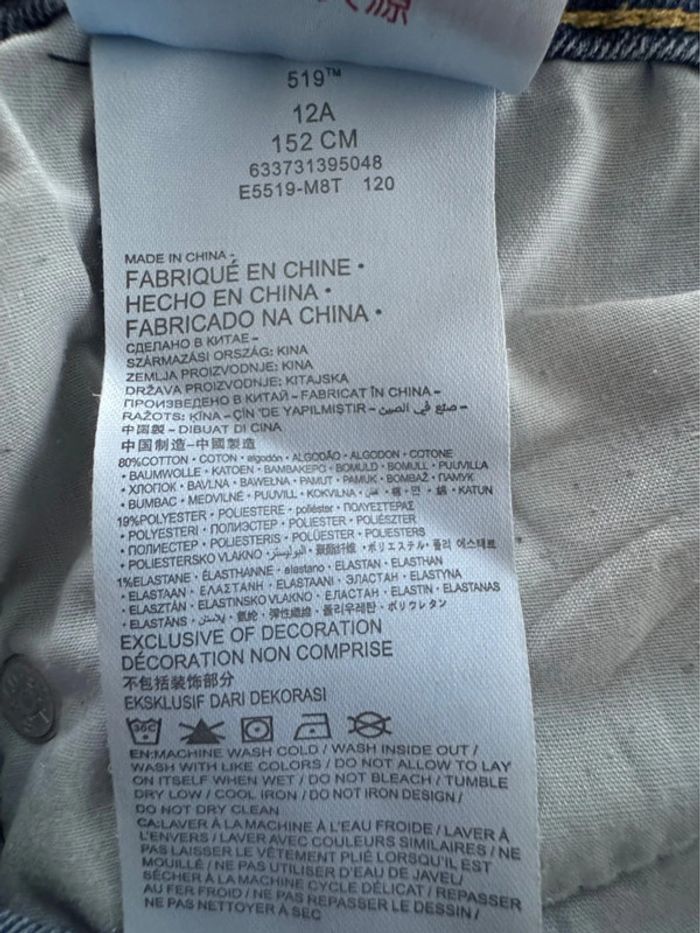 源
519™
12A
152 CM
633731395048
E5519-M8T 120
MADE IN CHINA -
FABRIQUÉ EN CHINE •
HECHO EN CHINA •
FABRICADO NA CHINA •
СДЕЛАНО В КИТАЕ -
SZÁRMAZÁSI ORSZÁG: KINA
ZEMLJA PROIZVODNJE: KINA
DRŽAVA PROIZVODNJE: KITAJSKA
ПРОИЗВЕДЕНО В КИТАЙ - FABRICAT ÎN CHINA -
RAŽOTS: ĶĪNA - ÇİN 'DE YAPILMIŞTIR - صنع في الصين -
中国製 - DIBUAT DI CINA
中国制造 - 中國製造
80%COTTON • COTON • algodón • ALGODÃO • ALGODON • COTONE
• BAUMWOLLE • KATOEN • ΒΑΜΒΑΚΕΡΟ • BOMULD • BOMULL • PUUVILLA
• ХЛОПОК • BAVLNA • BAWEŁNA • PAMUT • PAMUK • BOMBAŽ • ПАМУК
• BUMBAC • MEDVILNĖ • PUUVILL • KOKVILNA • قطن • 棉 • 면 • 綿 • KATUN
19%POLYESTER • POLIESTERE • poliéster • ΠΟΛΥΕΣΤΕΡΑΣ
• POLYESTERI • ПОЛИЭСТЕР • POLIESTER • POLIÉSZTER
• ПОЛИЕСТЕР • POLIESTERIS • POLÜESTER • POLIESTERS
• POLIESTERSKO VLAKNO • البوليستر • 聚酯纤维 • ポリエステル • 폴리 에스테르
1%ELASTANE • ÉLASTHANNE • elastano • ELASTAN • ELASTHAN
• ELASTAAN • ΕΛΑΣΤΑΝΗ • ELASTAANI • ЭЛАСТАН • ELASTYNA
• ELASZTÁN • ELASTINSKO VLAKNO • ЕЛАСТАН • ELASTIN • ELASTANAS
• ELASTĀNS • إيلاستان • 氨纶 • 彈性纖維 • 폴리우레탄 • ポリウレタン
EXCLUSIVE OF DECORATION
DÉCORATION NON COMPRISE
不包括装饰部分
EKSKLUSIF DARI DEKORASI
30C
EN:MACHINE WASH COLD / WASH INSIDE OUT /
WASH WITH LIKE COLORS / DO NOT ALLOW TO LAY
ON ITSELF WHEN WET / DO NOT BLEACH / TUMBLE
DRY LOW / COOL IRON / DO NOT IRON DESIGN /
DO NOT DRY CLEAN
CA:LAVER À LA MACHINE À L'EAU FROIDE / LAVER À
L'ENVERS / LAVER AVEC COULEURS SIMILAIRES / NE
PAS LAISSER LE VÊTEMENT PLIÉ LORSQU'IL EST
MOUILLÉ / NE PAS UTILISER D'EAU DE JAVEL /
SÉCHER À LA MACHINE CYCLE DÉLICAT / REPASSER
AU FER FROID / NE PAS REPASSER LE DESSIN /
NE PAS NETTOYER À SEC